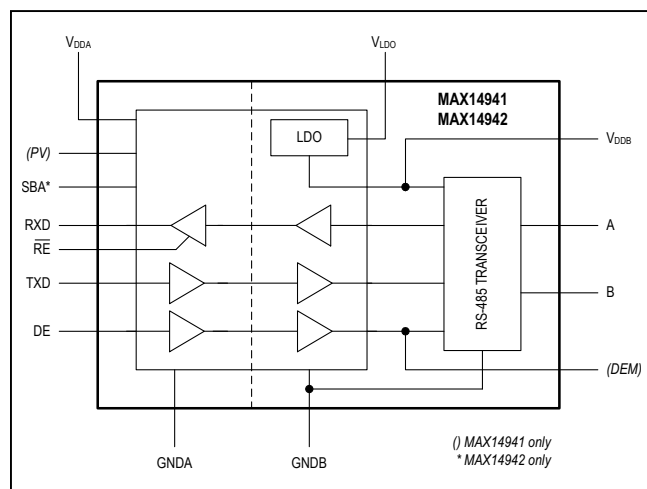 VDDA
VLDO
MAX14941
MAX14942
LDO
VDDB
(PV)
SBA*
RXD
A
R̅E̅
TXD
B
DE
RS-485 TRANSCEIVER
(DEM)
GNDA
GNDB
() MAX14941 only
* MAX14942 only